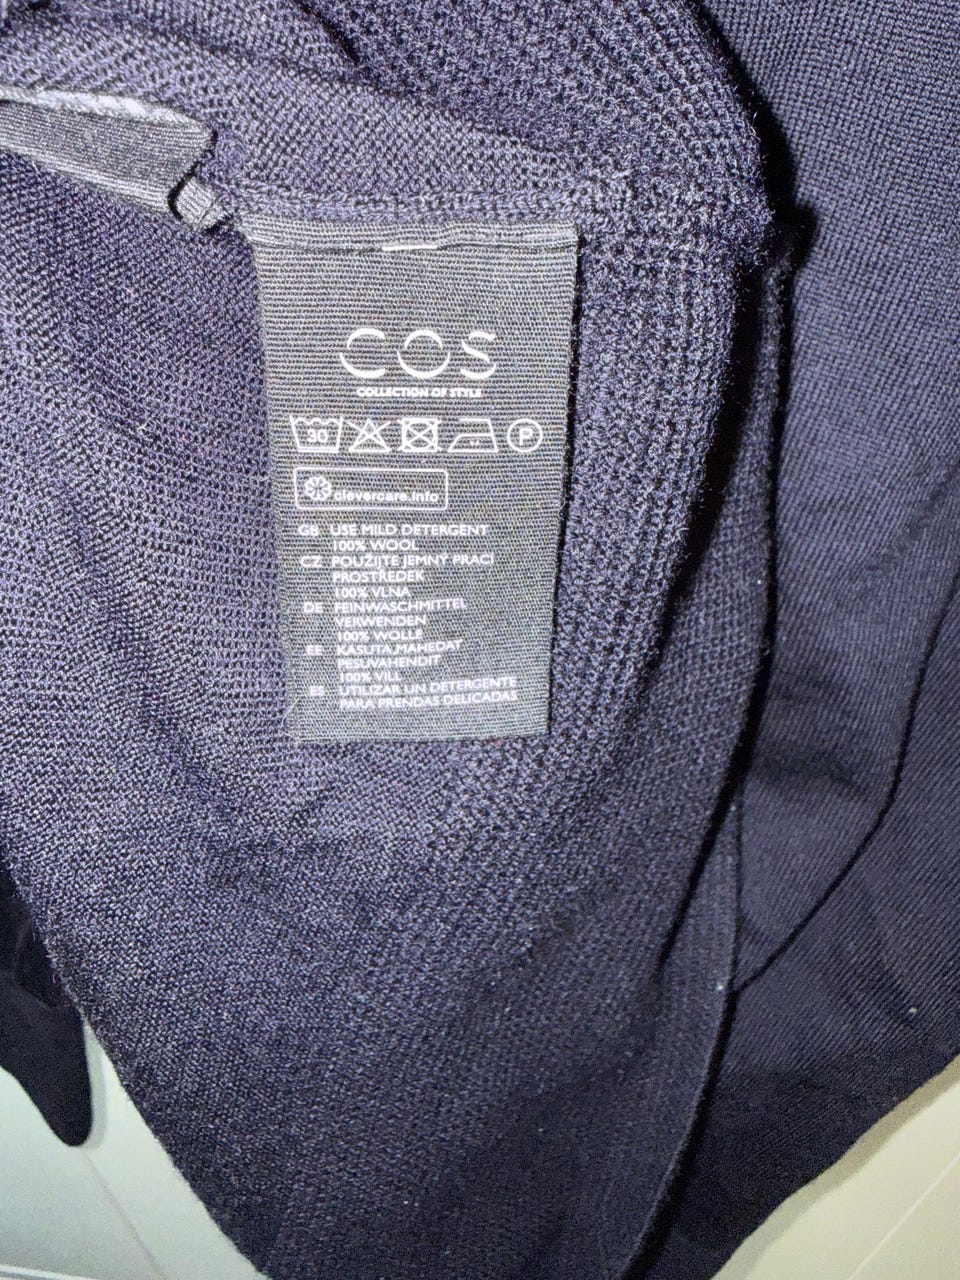 COS
COLLECTION OF STYLE
30 P
clevercare.info
GB USE MILD DETERGENT
100% WOOL
CZ POUŽIJTE JEMNÝ PRACÍ
PROSTŘEDEK
100% VLNA
DE FEINWASCHMITTEL
VERWENDEN
100% WOLLE
EE KASUTA MAHEDAT
PESUVAHENDIT
100% VILL
ES UTILIZAR UN DETERGENTE
PARA PRENDAS DELICADAS